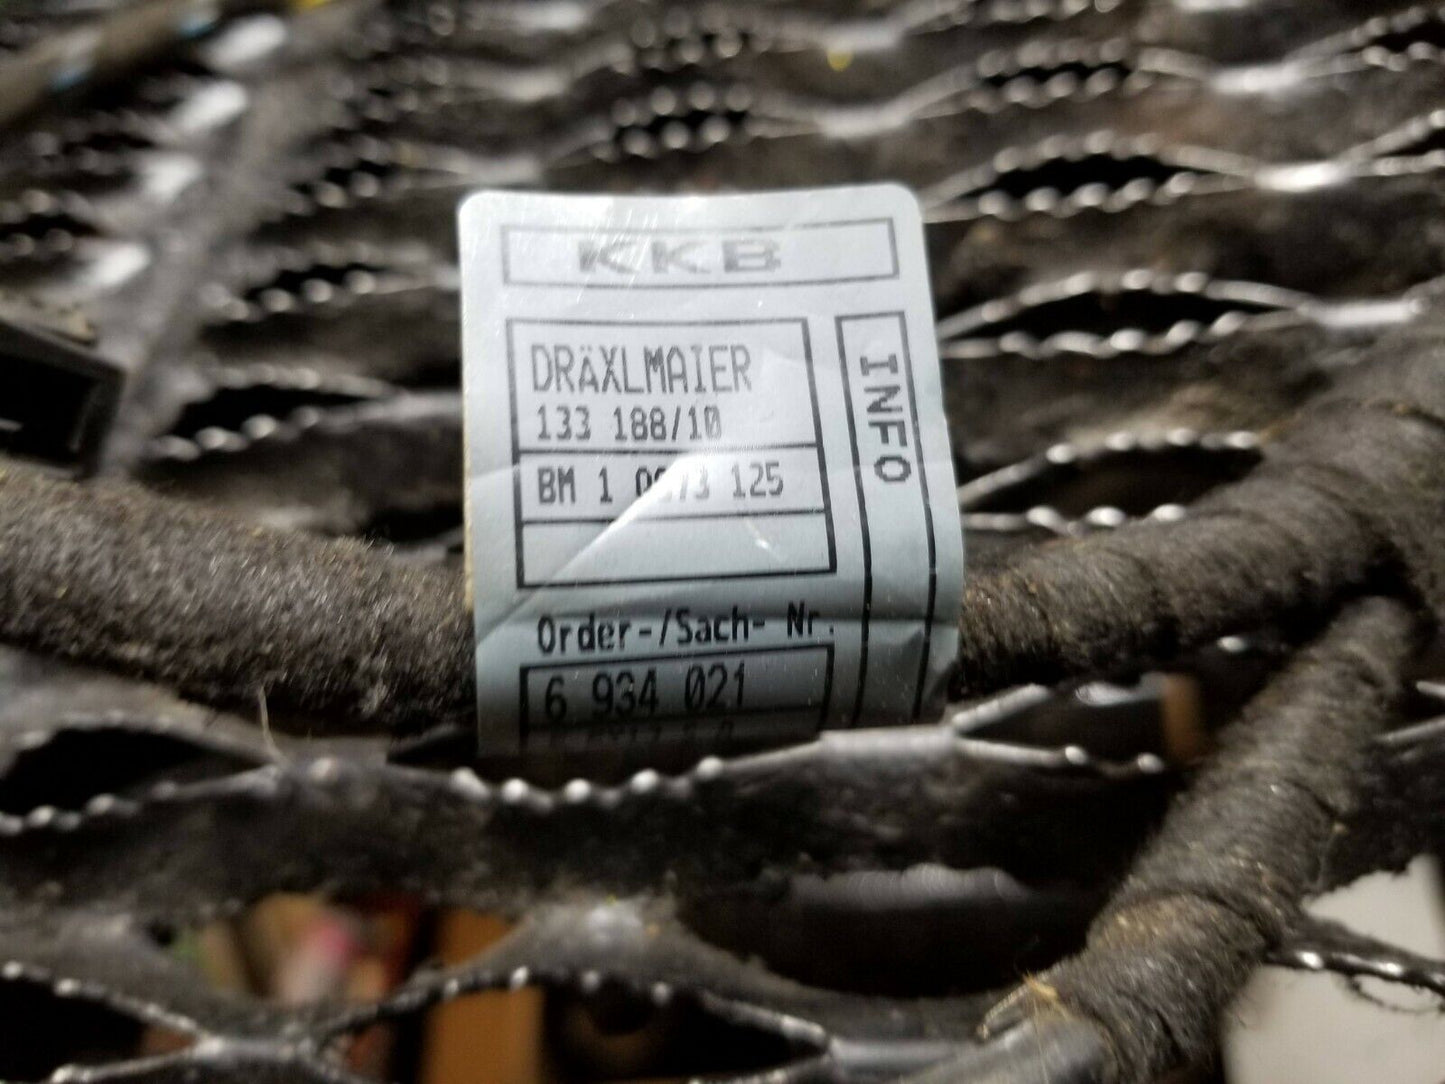 KKB
DRÄXLMAIER
133 188/10
BM 1 125
INFO
Order-/Sach- Nr.
6 934 021